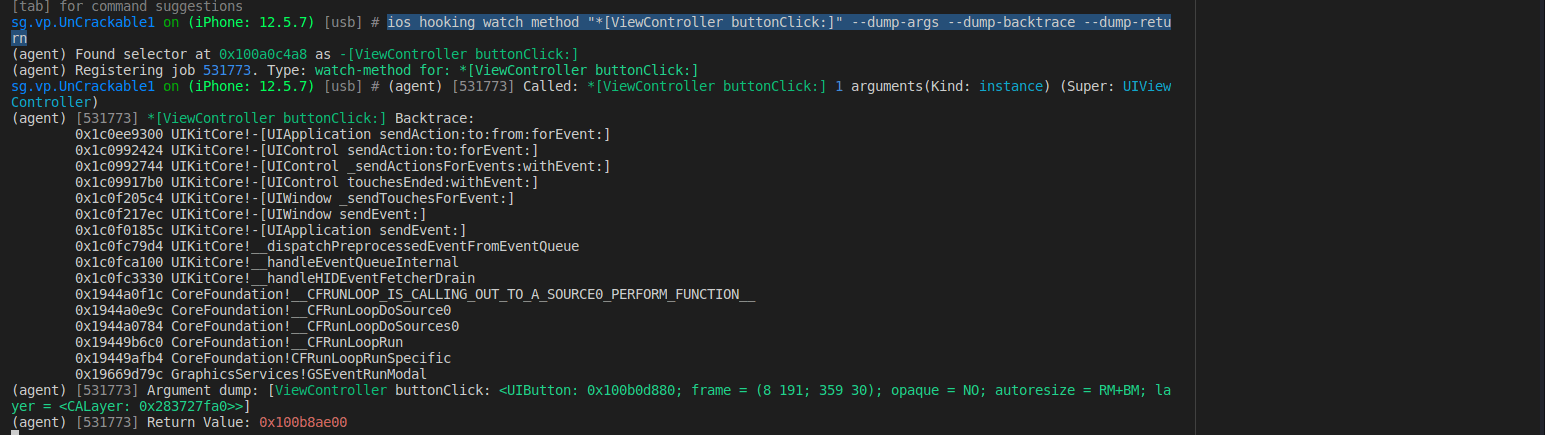 [tab] for command suggestions
sg.vp.UnCrackable1 on (iPhone: 12.5.7) [usb] # ios hooking watch method "*[ViewController buttonClick:]" --dump-args --dump-backtrace --dump-retu
rn
(agent) Found selector at 0x100a0c4a8 as -[ViewController buttonClick:]
(agent) Registering job 531773. Type: watch-method for: *[ViewController buttonClick:]
sg.vp.UnCrackable1 on (iPhone: 12.5.7) [usb] # (agent) [531773] Called: *[ViewController buttonClick:] 1 arguments(Kind: instance) (Super: UIView
Controller)
(agent) [531773] *[ViewController buttonClick:] Backtrace:
0x1c0ee9300 UIKitCore!-[UIApplication sendAction:to:from:forEvent:]
0x1c0992424 UIKitCore!-[UIControl sendAction:to:forEvent:]
0x1c0992744 UIKitCore!-[UIControl _sendActionsForEvents:withEvent:]
0x1c09917b0 UIKitCore!-[UIControl touchesEnded:withEvent:]
0x1c0f205c4 UIKitCore!-[UIWindow _sendTouchesForEvent:]
0x1c0f217ec UIKitCore!-[UIWindow sendEvent:]
0x1c0f0185c UIKitCore!-[UIApplication sendEvent:]
0x1c0fc79d4 UIKitCore!__dispatchPreprocessedEventFromEventQueue
0x1c0fca100 UIKitCore!__handleEventQueueInternal
0x1c0fc3330 UIKitCore!__handleHIDEventFetcherDrain
0x1944a0f1c CoreFoundation!__CFRUNLOOP_IS_CALLING_OUT_TO_A_SOURCE0_PERFORM_FUNCTION__
0x1944a0e9c CoreFoundation!__CFRunLoopDoSource0
0x1944a0784 CoreFoundation!__CFRunLoopDoSources0
0x19449b6c0 CoreFoundation!__CFRunLoopRun
0x19449afb4 CoreFoundation!CFRunLoopRunSpecific
0x19669d79c GraphicsServices!GSEventRunModal
(agent) [531773] Argument dump: [ViewController buttonClick: <UIButton: 0x100b0d880; frame = (8 191; 359 30); opaque = NO; autoresize = RM+BM; la
yer = <CALayer: 0x283727fa0>>]
(agent) [531773] Return Value: 0x100b8ae00